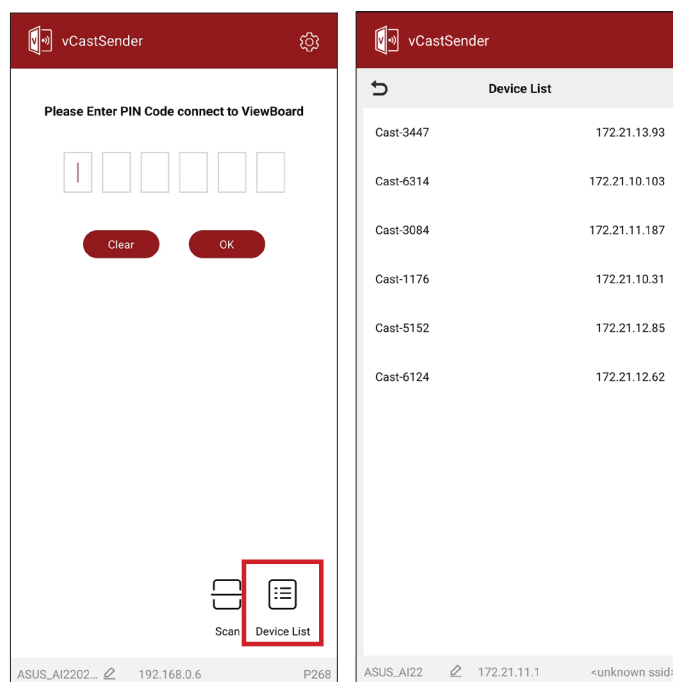 vCastSender
Please Enter PIN Code connect to ViewBoard
Clear OK
Scan Device List
ASUS_AI2202... 192.168.0.6 P268
vCastSender
Device List
Cast-3447 172.21.13.93
Cast-6314 172.21.10.103
Cast-3084 172.21.11.187
Cast-1176 172.21.10.31
Cast-5152 172.21.12.85
Cast-6124 172.21.12.62
ASUS_AI22 172.21.11.1 <unknown ssid>